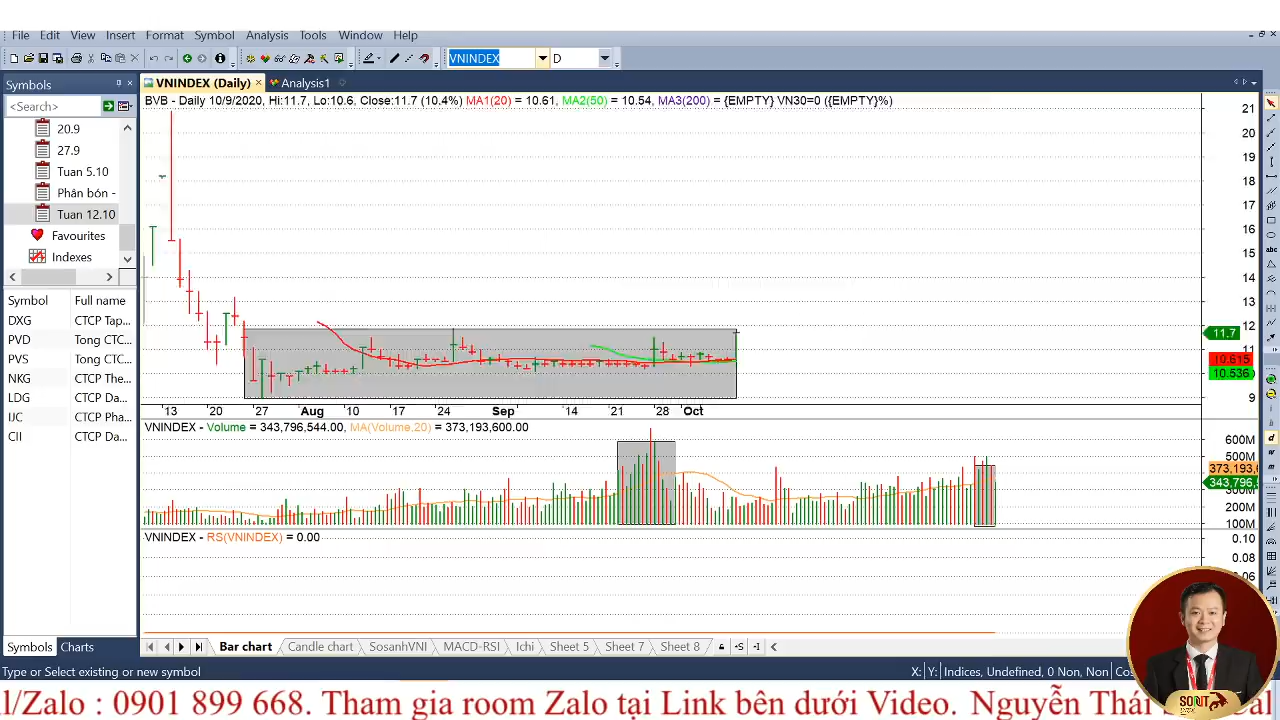 File Edit View Insert Format Symbol Analysis Tools Window Help
VNINDEX D
Symbols VNINDEX (Daily) Analysis1
<Search>
BVB - Daily 10/9/2020, Hi:11.7, Lo:10.6, Close:11.7 (10.4%) MA1(20) = 10.61, MA2(50) = 10.54, MA3(200) = {EMPTY} VN30=0 ({EMPTY}%)
20.9
27.9
Tuan 5.10
Phân bón -
Tuan 12.10
Favourites
Indexes
Symbol Full name
DXG CTCP Tap...
PVD Tong CTC...
PVS Tong CTC...
NKG CTCP The...
LDG CTCP Da...
IJC CTCP Pha...
CII CTCP Da...
21
20
19
18
17
16
15
14
13
12
11.7
11
10.615
10.536
9
13 20 27 Aug 10 17 24 Sep 14 21 28 Oct
VNINDEX - Volume = 343,796,544.00, MA(Volume,20) = 373,193,600.00
600M
500M
373,193,6
343,796,5
300M
200M
100M
VNINDEX - RS(VNINDEX) = 0.00
0.10
0.08
.06
Symbols Charts
Bar chart Candle chart SosanhVNI MACD-RSI Ichi Sheet 5 Sheet 7 Sheet 8
Type or Select existing or new symbol X: Y: Indices, Undefined, 0 Non, Non Cos
l/Zalo : 0901 899 668. Tham gia room Zalo tại Link bên dưới Video. Nguyễn Thái al